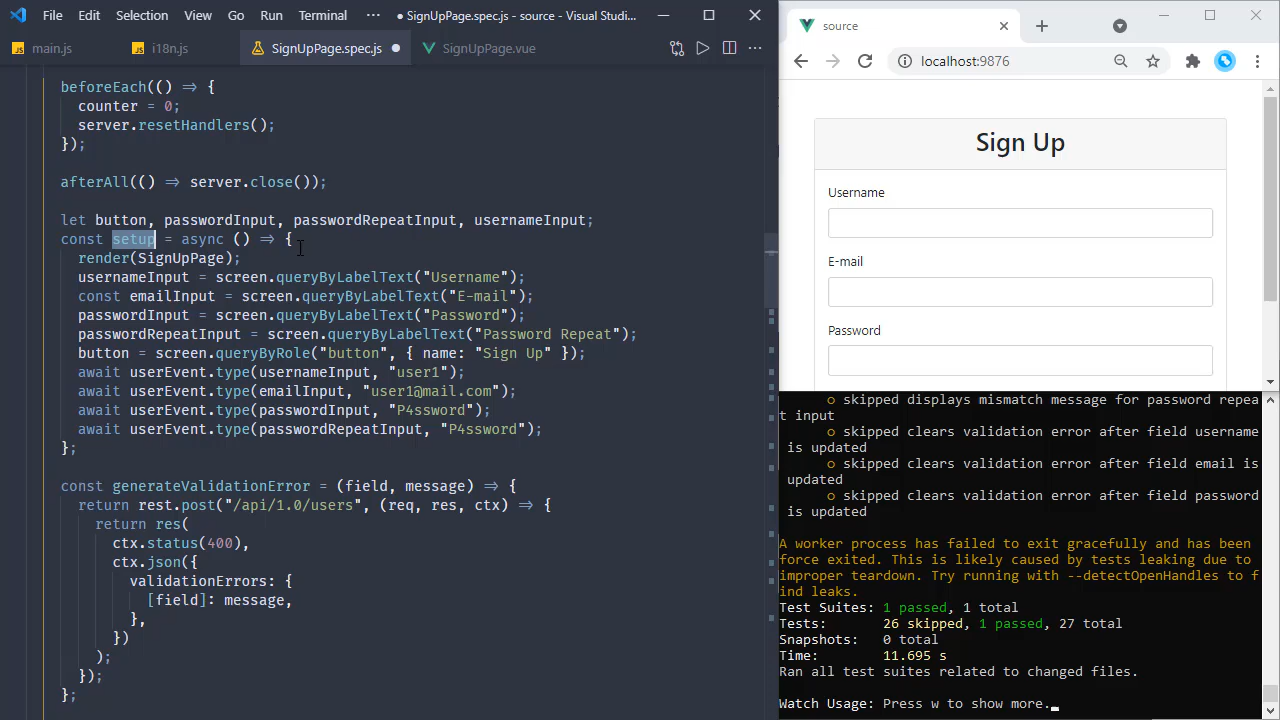 File Edit Selection View Go Run Terminal ··· ● SignUpPage.spec.js - source - Visual Studi...
JS main.js
JS i18n.js
SignUpPage.spec.js ●
SignUpPage.vue
beforeEach(() => {
counter = 0;
server.resetHandlers();
});
afterAll(() => server.close());
let button, passwordInput, passwordRepeatInput, usernameInput;
const setup = async () => {
render(SignUpPage);
usernameInput = screen.queryByLabelText("Username");
const emailInput = screen.queryByLabelText("E-mail");
passwordInput = screen.queryByLabelText("Password");
passwordRepeatInput = screen.queryByLabelText("Password Repeat");
button = screen.queryByRole("button", { name: "Sign Up" });
await userEvent.type(usernameInput, "user1");
await userEvent.type(emailInput, "user1@mail.com");
await userEvent.type(passwordInput, "P4ssword");
await userEvent.type(passwordRepeatInput, "P4ssword");
};
const generateValidationError = (field, message) => {
return rest.post("/api/1.0/users", (req, res, ctx) => {
return res(
ctx.status(400),
ctx.json({
validationErrors: {
[field]: message,
},
})
);
});
};
source
localhost:9876
Sign Up
Username
E-mail
Password
○ skipped displays mismatch message for password repea
t input
○ skipped clears validation error after field username
is updated
○ skipped clears validation error after field email is
updated
○ skipped clears validation error after field password
is updated
A worker process has failed to exit gracefully and has been
force exited. This is likely caused by tests leaking due to
improper teardown. Try running with --detectOpenHandles to f
ind leaks.
Test Suites: 1 passed, 1 total
Tests: 26 skipped, 1 passed, 27 total
Snapshots: 0 total
Time: 11.695 s
Ran all test suites related to changed files.
Watch Usage: Press w to show more.